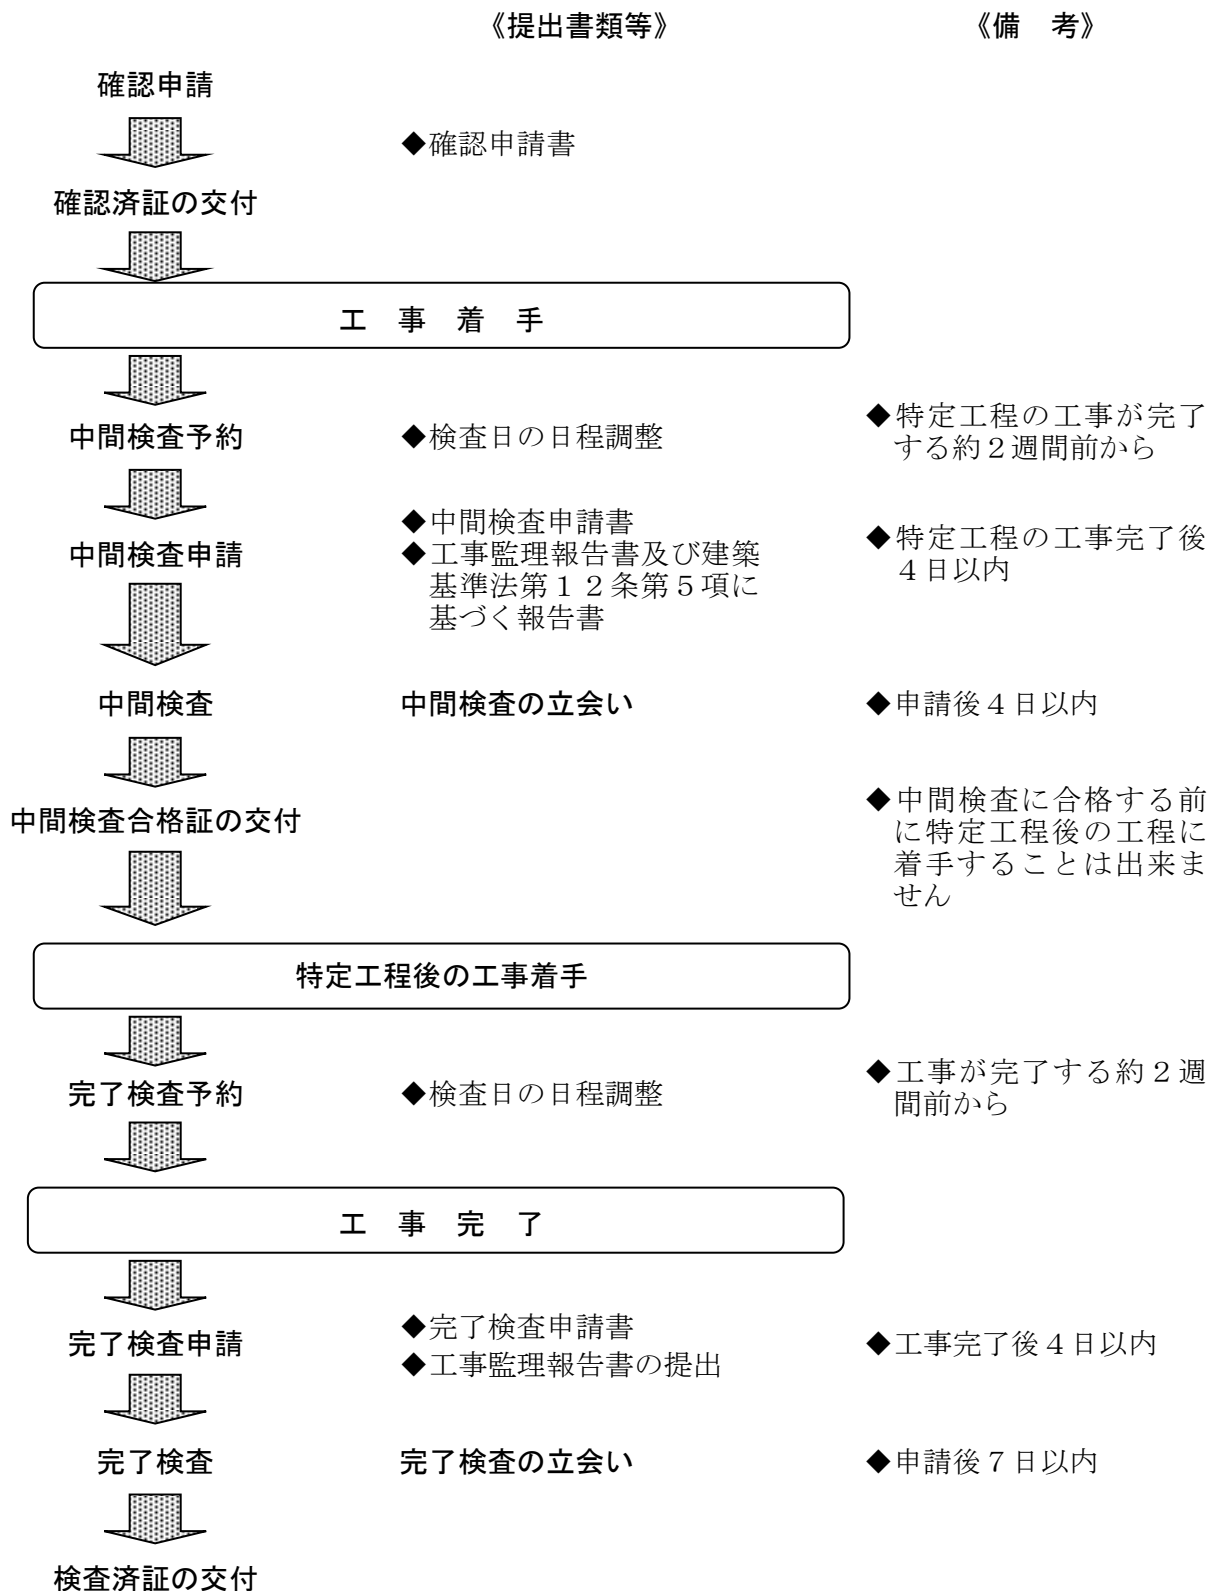 《提出書類等》　《備　考》
確認申請
◆確認申請書
確認済証の交付
工　事　着　手
中間検査予約
◆検査日の日程調整
◆特定工程の工事が完了
する約２週間前から
中間検査申請
◆中間検査申請書
◆工事監理報告書及び建築
基準法第１２条第５項に
基づく報告書
◆特定工程の工事完了後
４日以内
中間検査
中間検査の立会い
◆申請後４日以内
中間検査合格証の交付
◆中間検査に合格する前
に特定工程後の工程に
着手することは出来ま
せん
特定工程後の工事着手
完了検査予約
◆検査日の日程調整
◆工事が完了する約２週
間前から
工　事　完　了
完了検査申請
◆完了検査申請書
◆工事監理報告書の提出
◆工事完了後４日以内
完了検査
完了検査の立会い
◆申請後７日以内
検査済証の交付